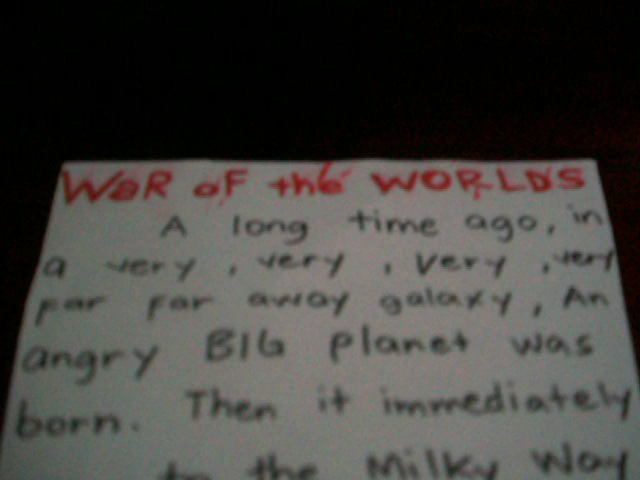 WaR oF the WORLDS
A long time ago, in
a very, very, very, very
far far away galaxy, An
angry BIG planet was
born. Then it immediately
to the Milky Way